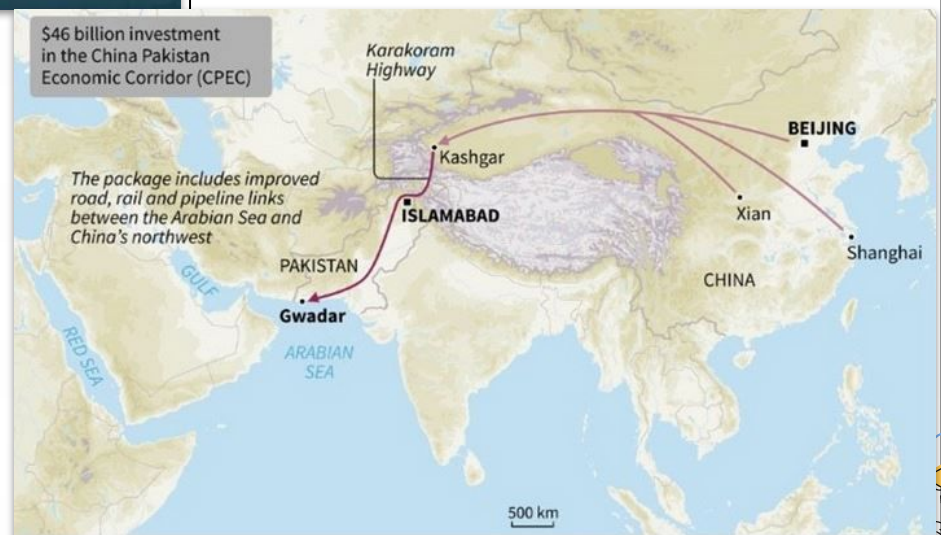 $46 billion investment
in the China Pakistan
Economic Corridor (CPEC)
Karakoram
Highway
BEIJING
Kashgar
The package includes improved
road, rail and pipeline links
between the Arabian Sea and
China's northwest
ISLAMABAD
Xian
Shanghai
PAKISTAN
CHINA
GULF
Gwadar
RED SEA
ARABIAN
SEA
500 km